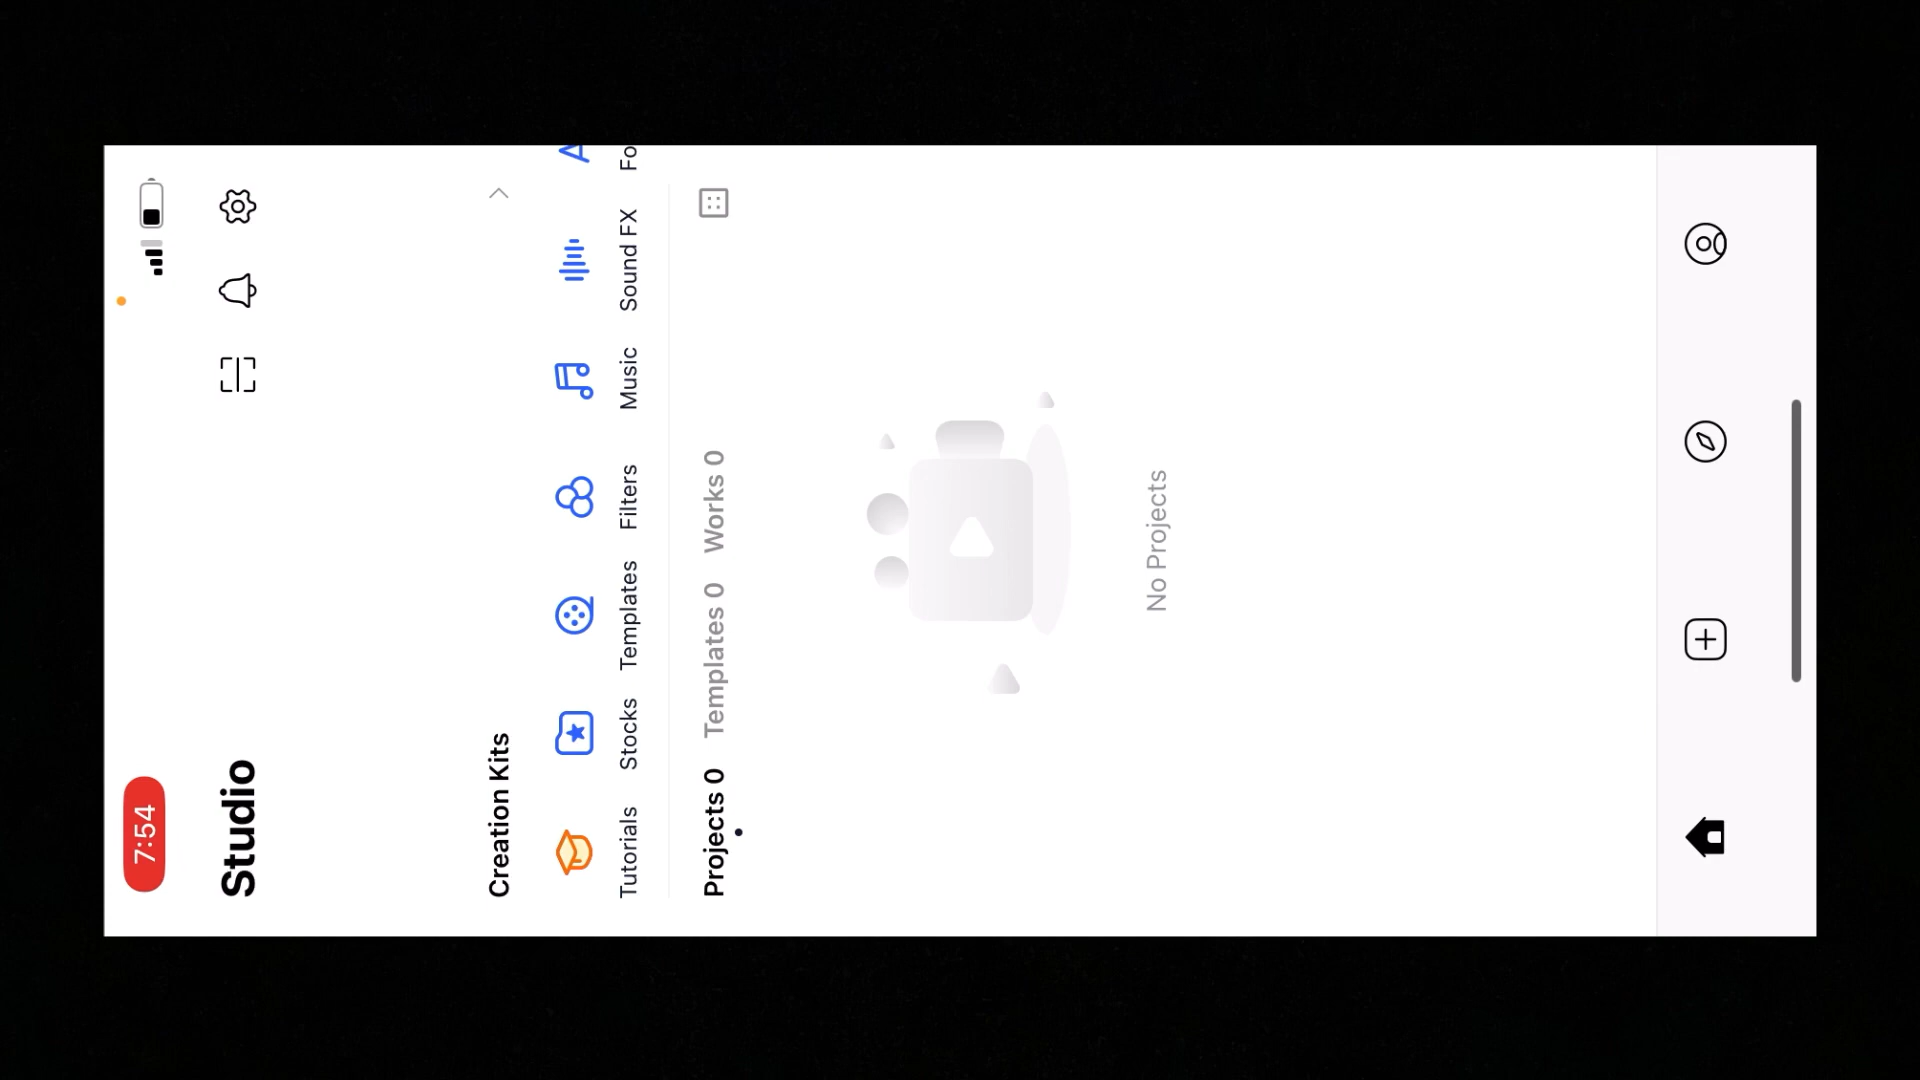 7:54
Studio
Creation Kits
Tutorials Stocks Templates Filters Music Sound FX Fo
Projects 0 Templates 0 Works 0
No Projects